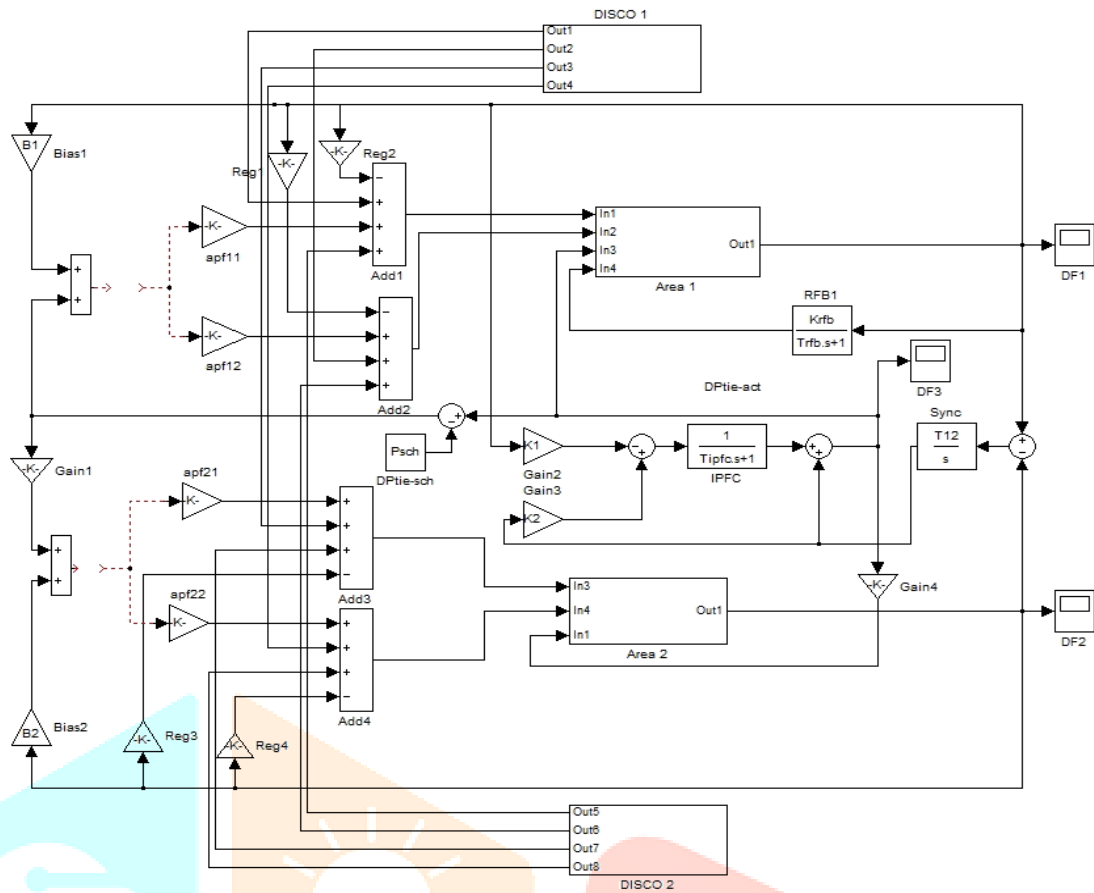 DISCO 1
Out1
Out2
Out3
Out4
B1
Bias1
-K-
Reg1
-K-
Reg2
-
+
+
+
Add1
-K-
apf11
-K-
apf12
+
+
-
+
+
+
Add2
In1
In2
In3
In4
Out1
Area 1
DF1
RFB1
Krfb
Trfb.s+1
DF3
DPtie-act
Sync
T12
s
+
-
-
+
Psch
DPtie-sch
K1
Gain2
Gain3
K2
-
+
1
Tipfc.s+1
IPFC
+
+
-K-
Gain1
apf21
-K-
+
+
apf22
-K-
+
+
+
-
Add3
+
+
+
-
Add4
In3
In4
In1
Out1
Area 2
-K-
Gain4
DF2
B2
Bias2
-K-
Reg3
-K-
Reg4
Out5
Out6
Out7
Out8
DISCO 2